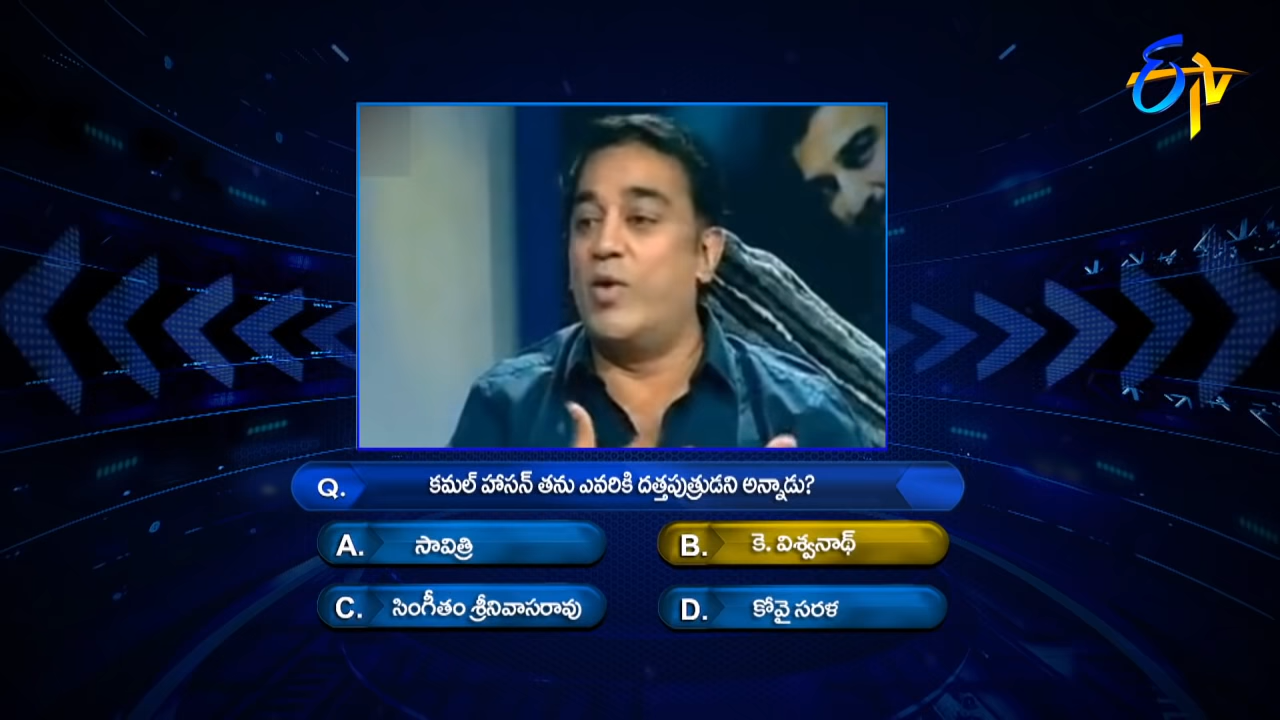 ETV
Q. కమల్ హాసన్ తను ఎవరికి దత్తపుత్రుడని అన్నాడు?
A. సావిత్రి
B. కె. విశ్వనాథ్
C. సింగీతం శ్రీనివాసరావు
D. కోవై సరళ